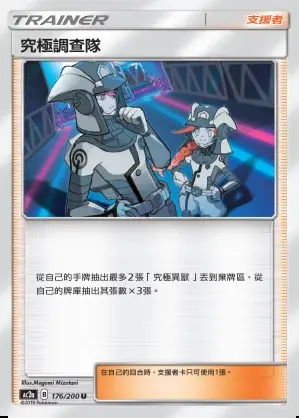 TRAINER
支援者
究極調查隊
從自己的手牌抽出最多2張「究極異獸」丟到棄牌區,從
自己的牌庫抽出其張數×3張。
Illus.Megumi Mizutani
AC2a B 176/200 U
©2019 Pokémon
在自己的回合時,支援者卡只可使用1張。